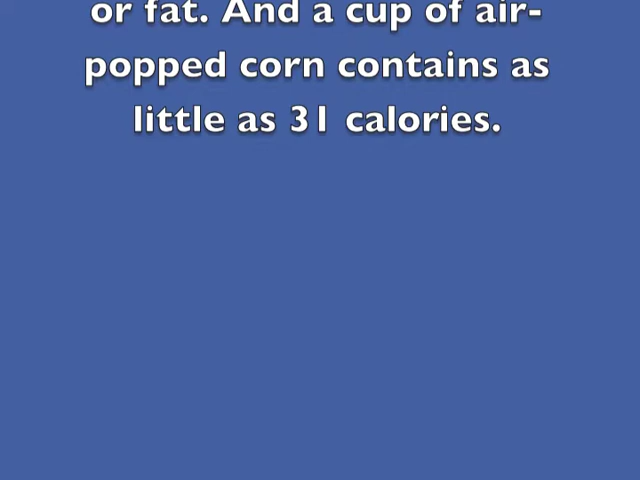 or fat. And a cup of air-
popped corn contains as
little as 31 calories.